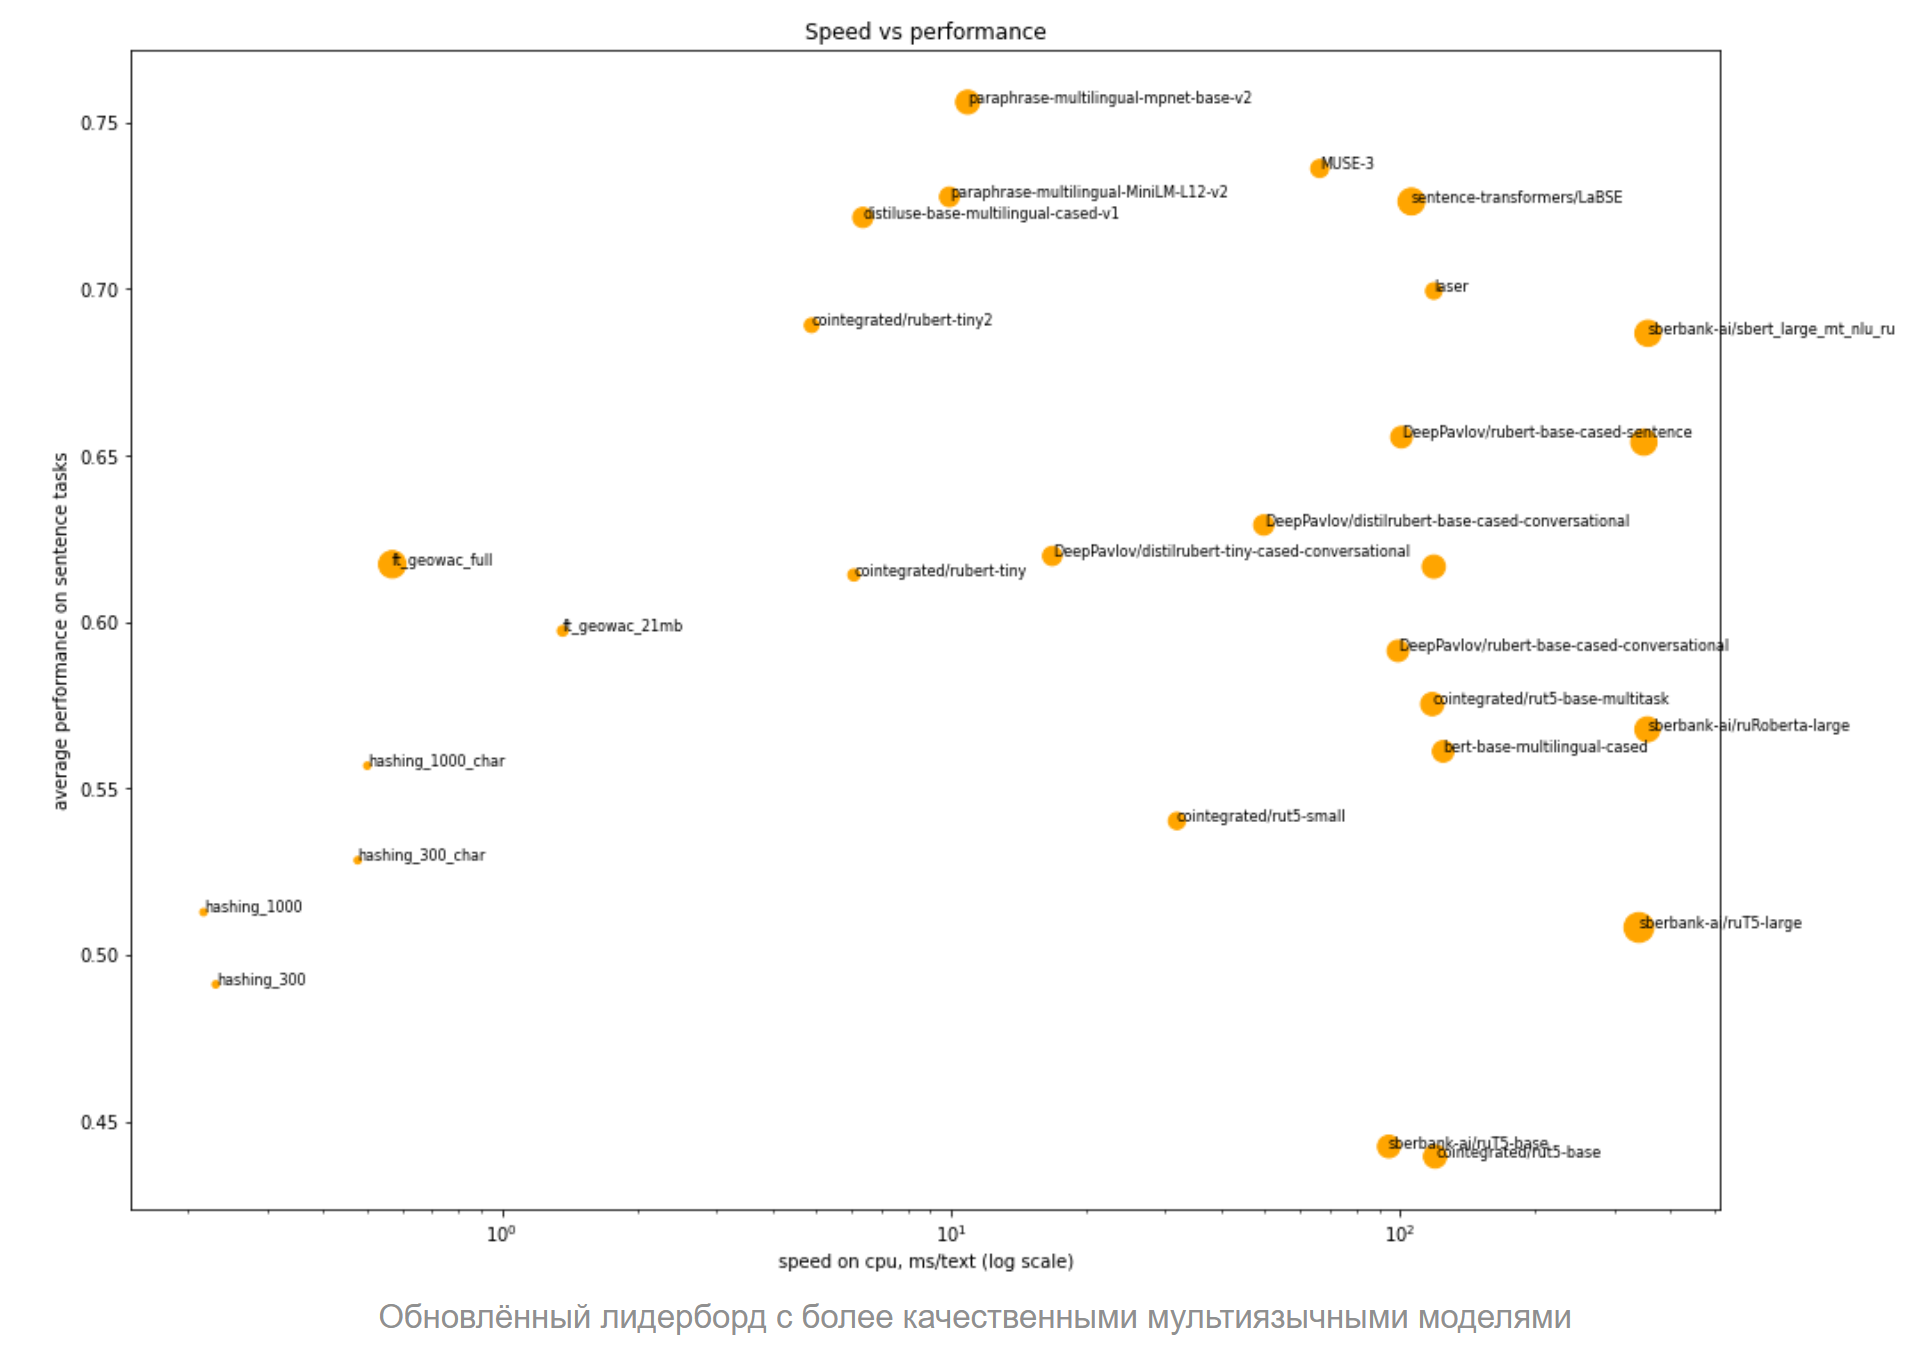 Speed vs performance
paraphrase-multilingual-mpnet-base-v2
0.75
MUSE-3
paraphrase-multilingual-MiniLM-L12-v2
sentence-transformers/LaBSE
distiluse-base-multilingual-cased-v1
0.70
laser
cointegrated/rubert-tiny2
sberbank-ai/sbert_large_mt_nlu_ru
DeepPavlov/rubert-base-cased-sentence
0.65
average performance on sentence tasks
DeepPavlov/distilrubert-base-cased-conversational
DeepPavlov/distilrubert-tiny-cased-conversational
ft_geowac_full
cointegrated/rubert-tiny
0.60
ft_geowac_21mb
DeepPavlov/rubert-base-cased-conversational
cointegrated/rut5-base-multitask
sberbank-ai/ruRoberta-large
bert-base-multilingual-cased
hashing_1000_char
0.55
cointegrated/rut5-small
hashing_300_char
hashing_1000
sberbank-ai/ruT5-large
0.50
hashing_300
0.45
sberbank-ai/ruT5-base
cointegrated/rut5-base
10⁰ 10¹ 10²
speed on cpu, ms/text (log scale)
Обновлённый лидерборд с более качественными мультиязычными моделями